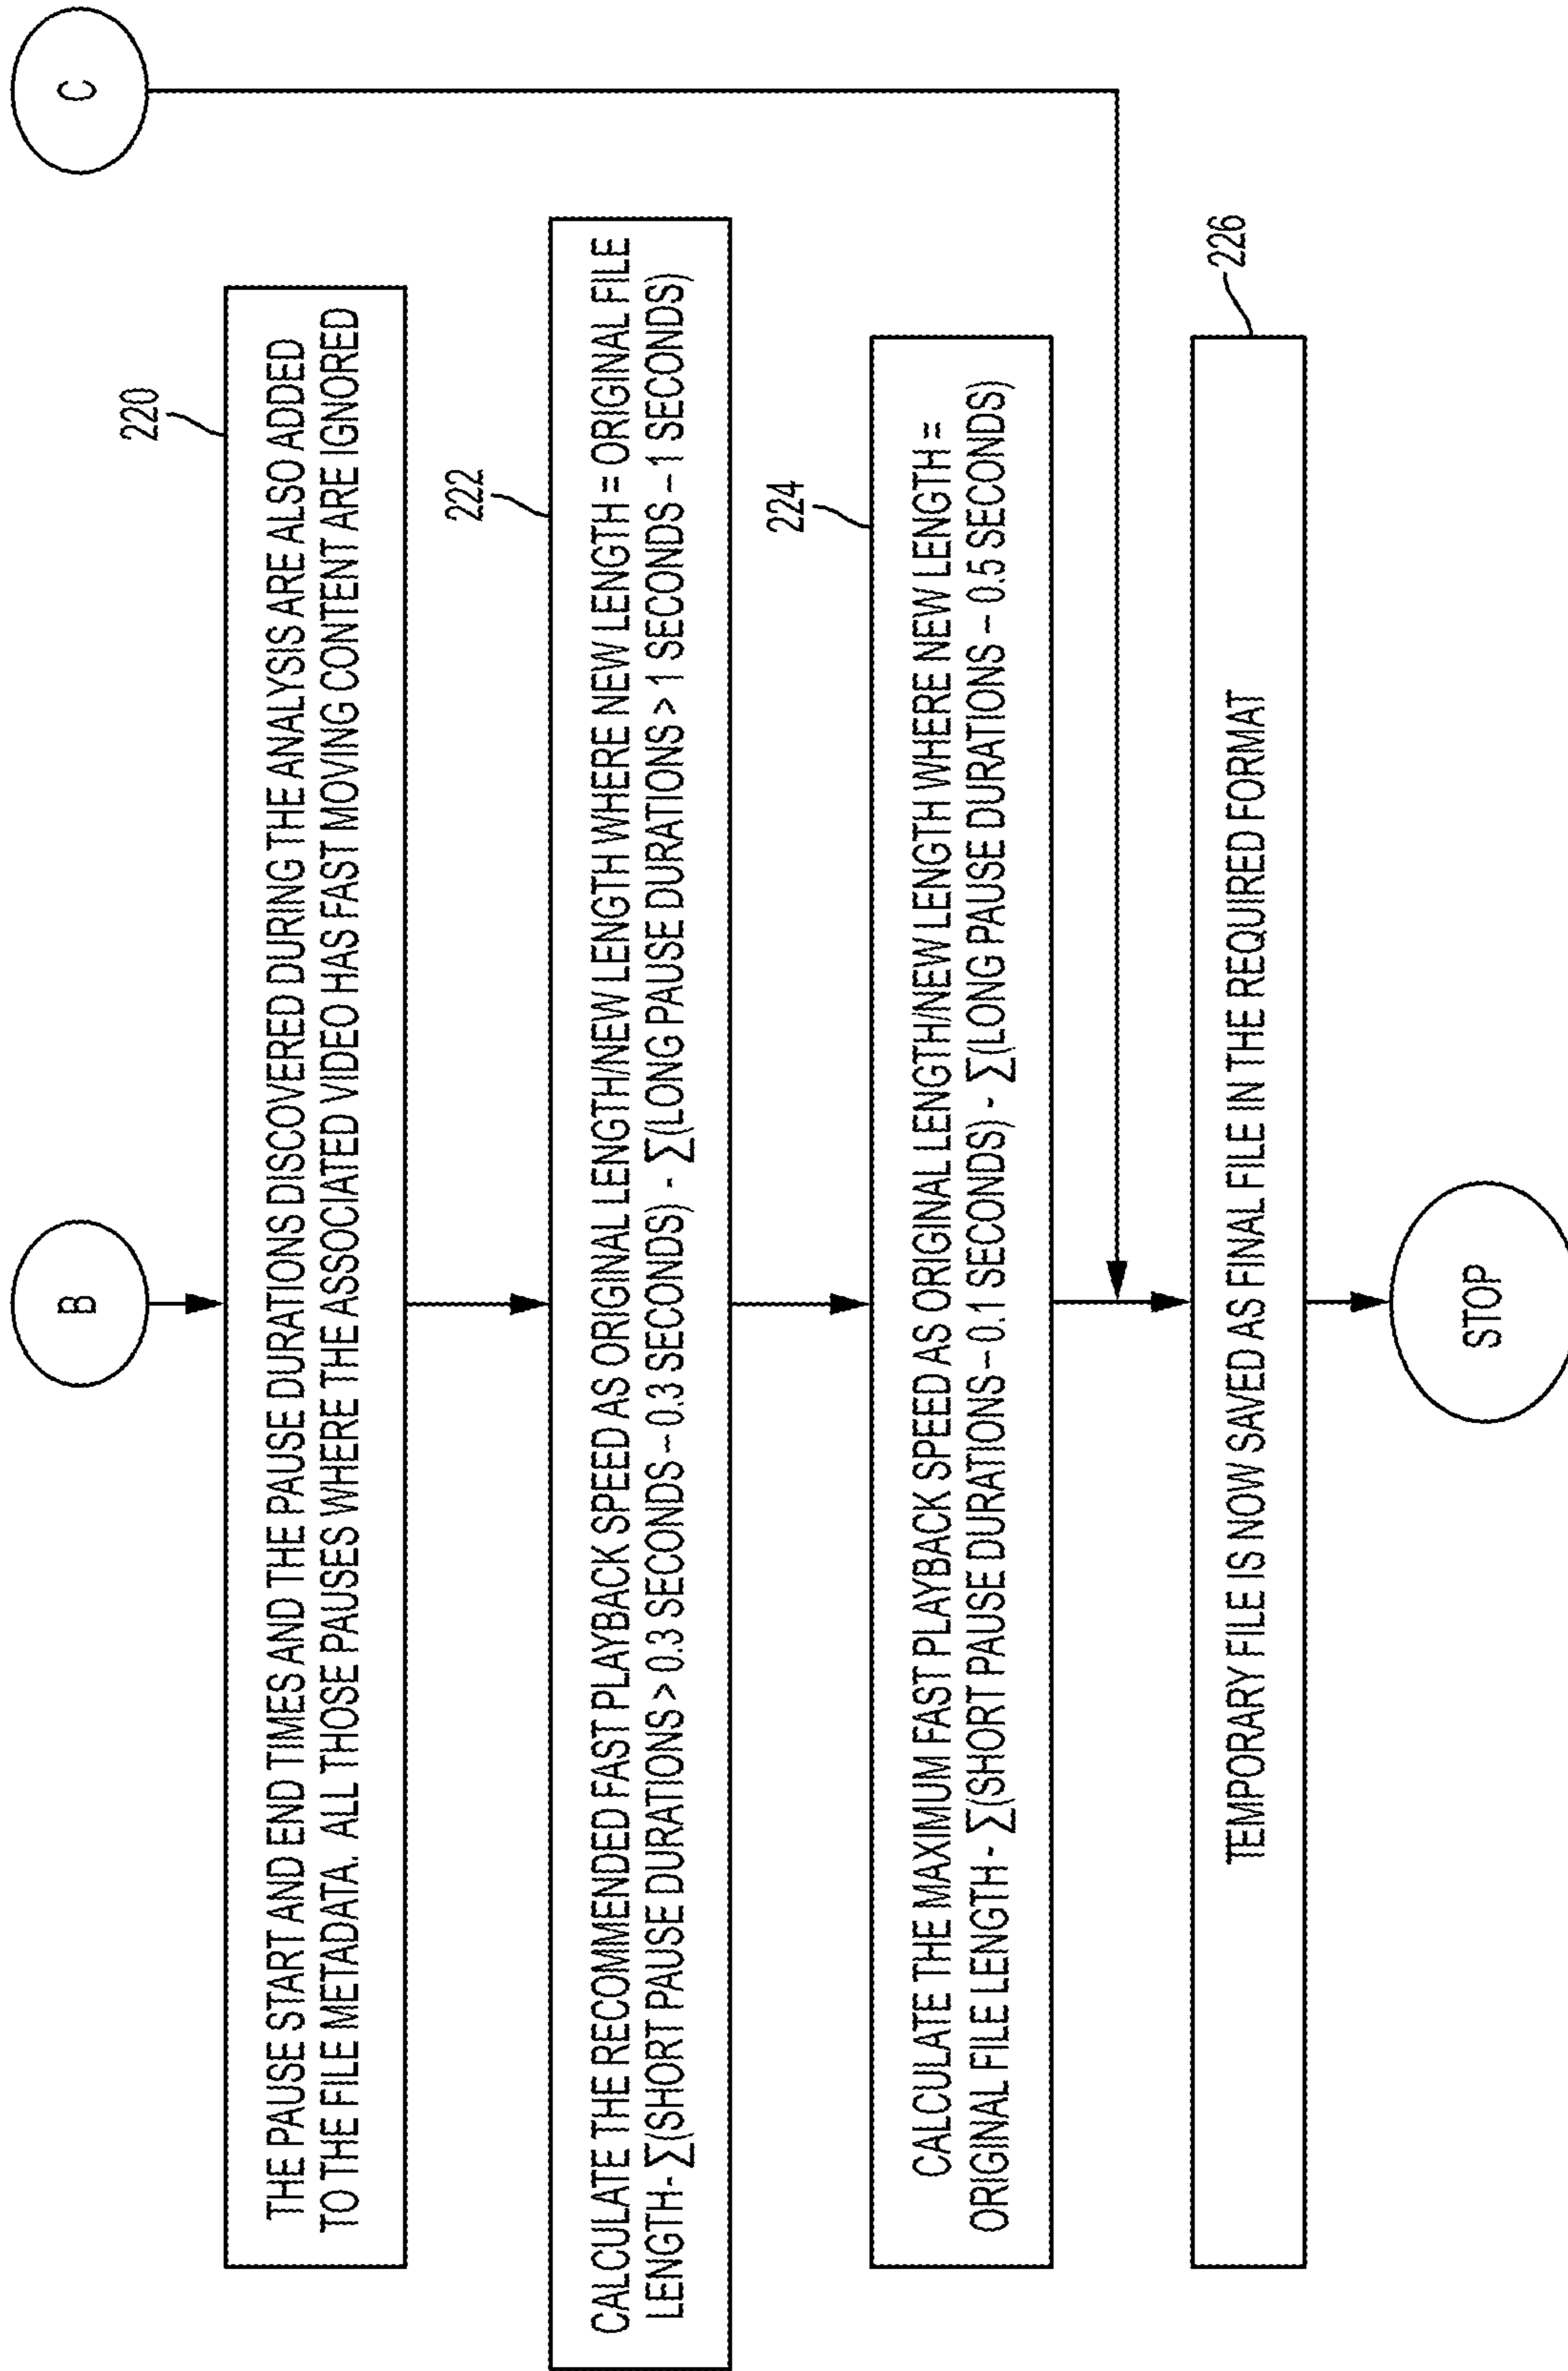 B
C
220
THE PAUSE START AND END TIMES AND THE PAUSE DURATIONS DISCOVERED DURING THE ANALYSIS ARE ALSO ADDED
TO THE FILE METADATA. ALL THOSE PAUSES WHERE THE ASSOCIATED VIDEO HAS FAST MOVING CONTENT ARE IGNORED
222
CALCULATE THE RECOMMENDED FAST PLAYBACK SPEED AS ORIGINAL LENGTH/NEW LENGTH WHERE NEW LENGTH = ORIGINAL FILE
LENGTH- ∑(SHORT PAUSE DURATIONS > 0.3 SECONDS – 0.3 SECONDS) - ∑(LONG PAUSE DURATIONS > 1 SECONDS – 1 SECONDS)
224
CALCULATE THE MAXIMUM FAST PLAYBACK SPEED AS ORIGINAL LENGTH/NEW LENGTH WHERE NEW LENGTH =
ORIGINAL FILE LENGTH - ∑(SHORT PAUSE DURATIONS – 0.1 SECONDS) - ∑(LONG PAUSE DURATIONS – 0.5 SECONDS)
226
TEMPORARY FILE IS NOW SAVED AS FINAL FILE IN THE REQUIRED FORMAT
STOP